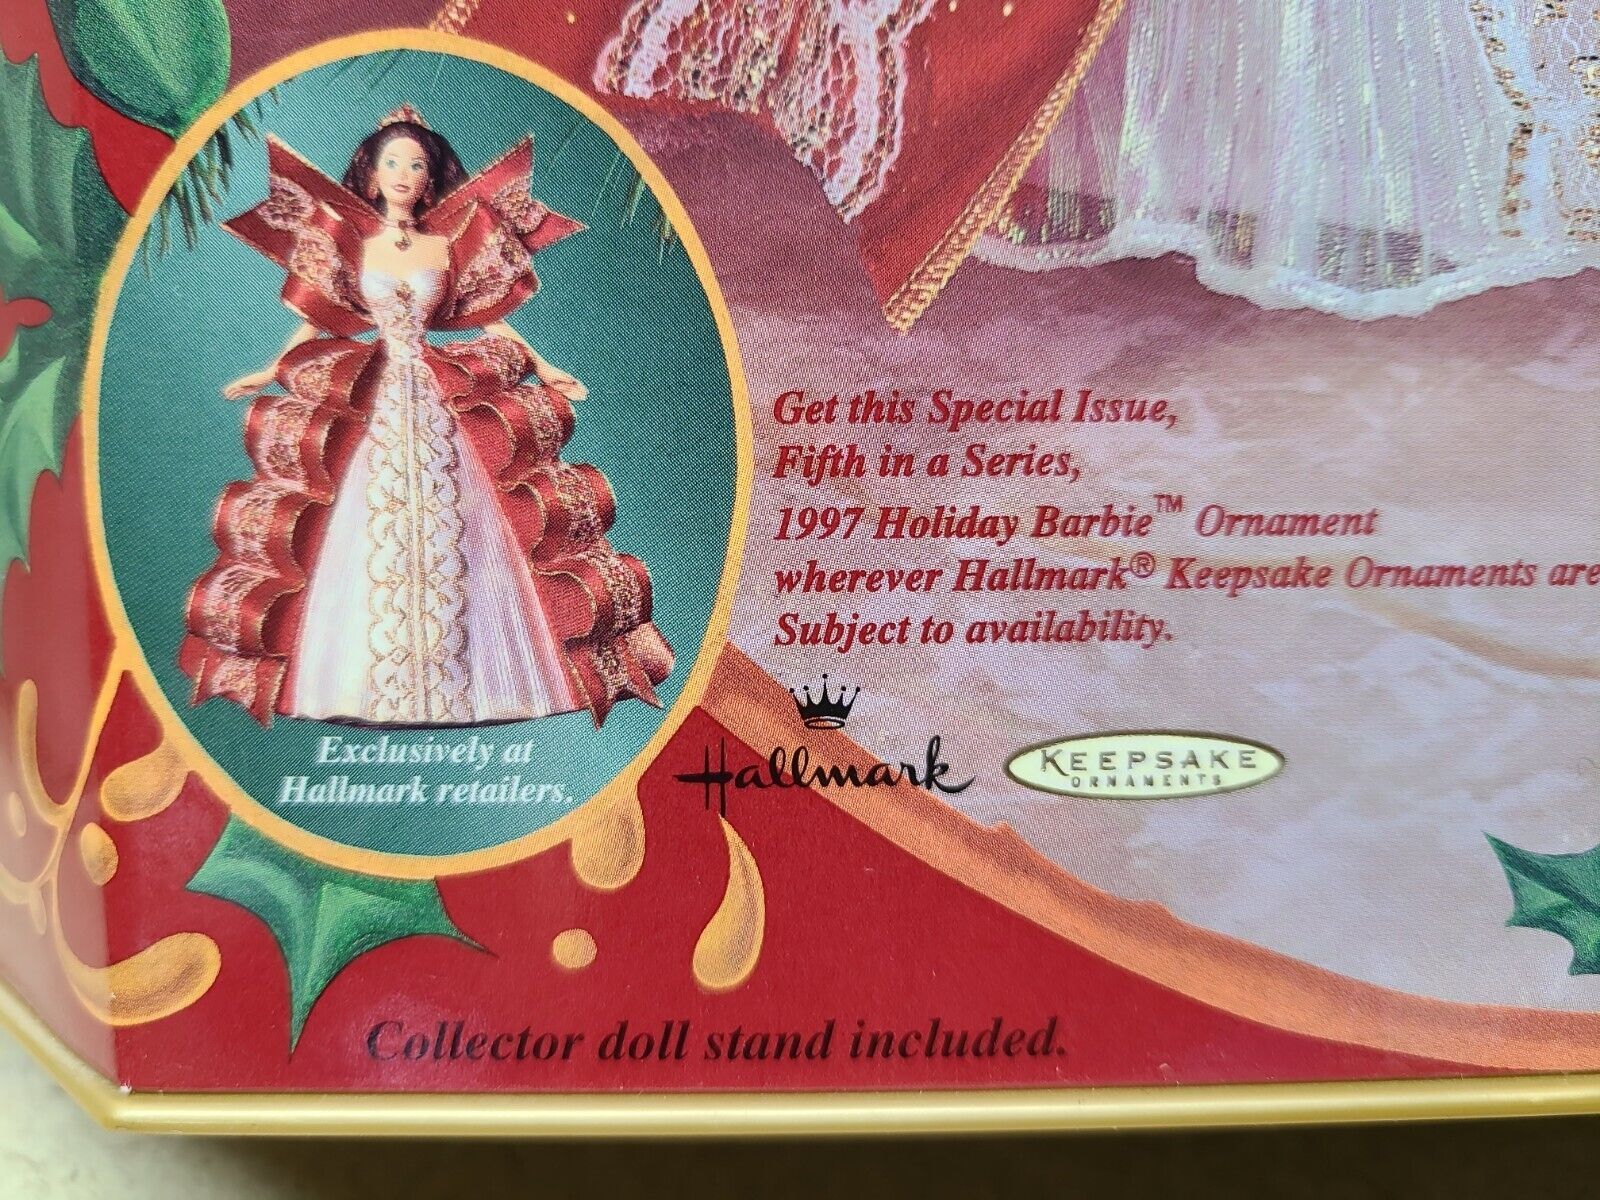 Get this Special Issue,
Fifth in a Series,
1997 Holiday Barbie™ Ornament
wherever Hallmark® Keepsake Ornaments are
Subject to availability.
Exclusively at
Hallmark retailers.
Hallmark
KEEPSAKE
ORNAMENTS
Collector doll stand included.